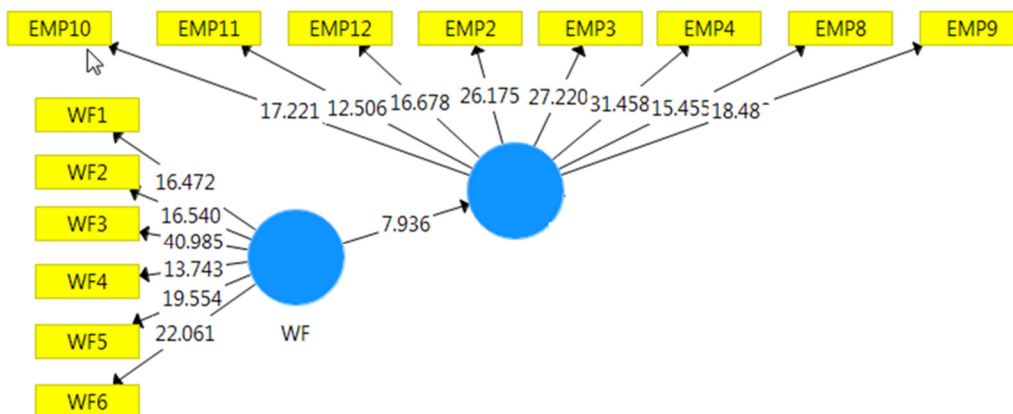 EMP10 EMP11 EMP12 EMP2 EMP3 EMP4 EMP8 EMP9
17.221 12.506 16.678 26.175 27.220 31.458 15.455
WF1
16.472
WF2
16.540
WF3
40.985
WF4
13.743
19.554
WF5
22.061
WF6
7.936
WF